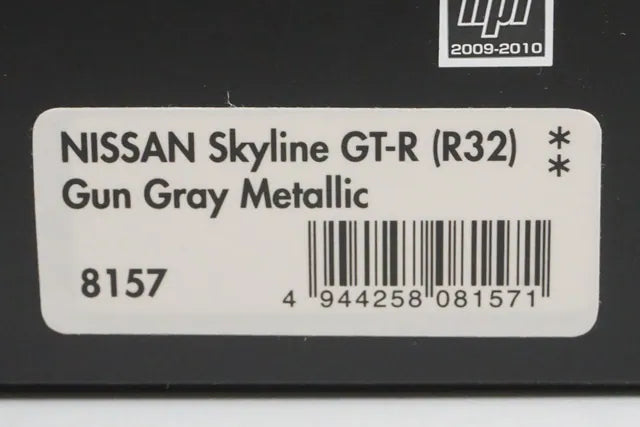 hpi
2009-2010
NISSAN Skyline GT-R (R32) **
Gun Gray Metallic
8157
4 944258 081571